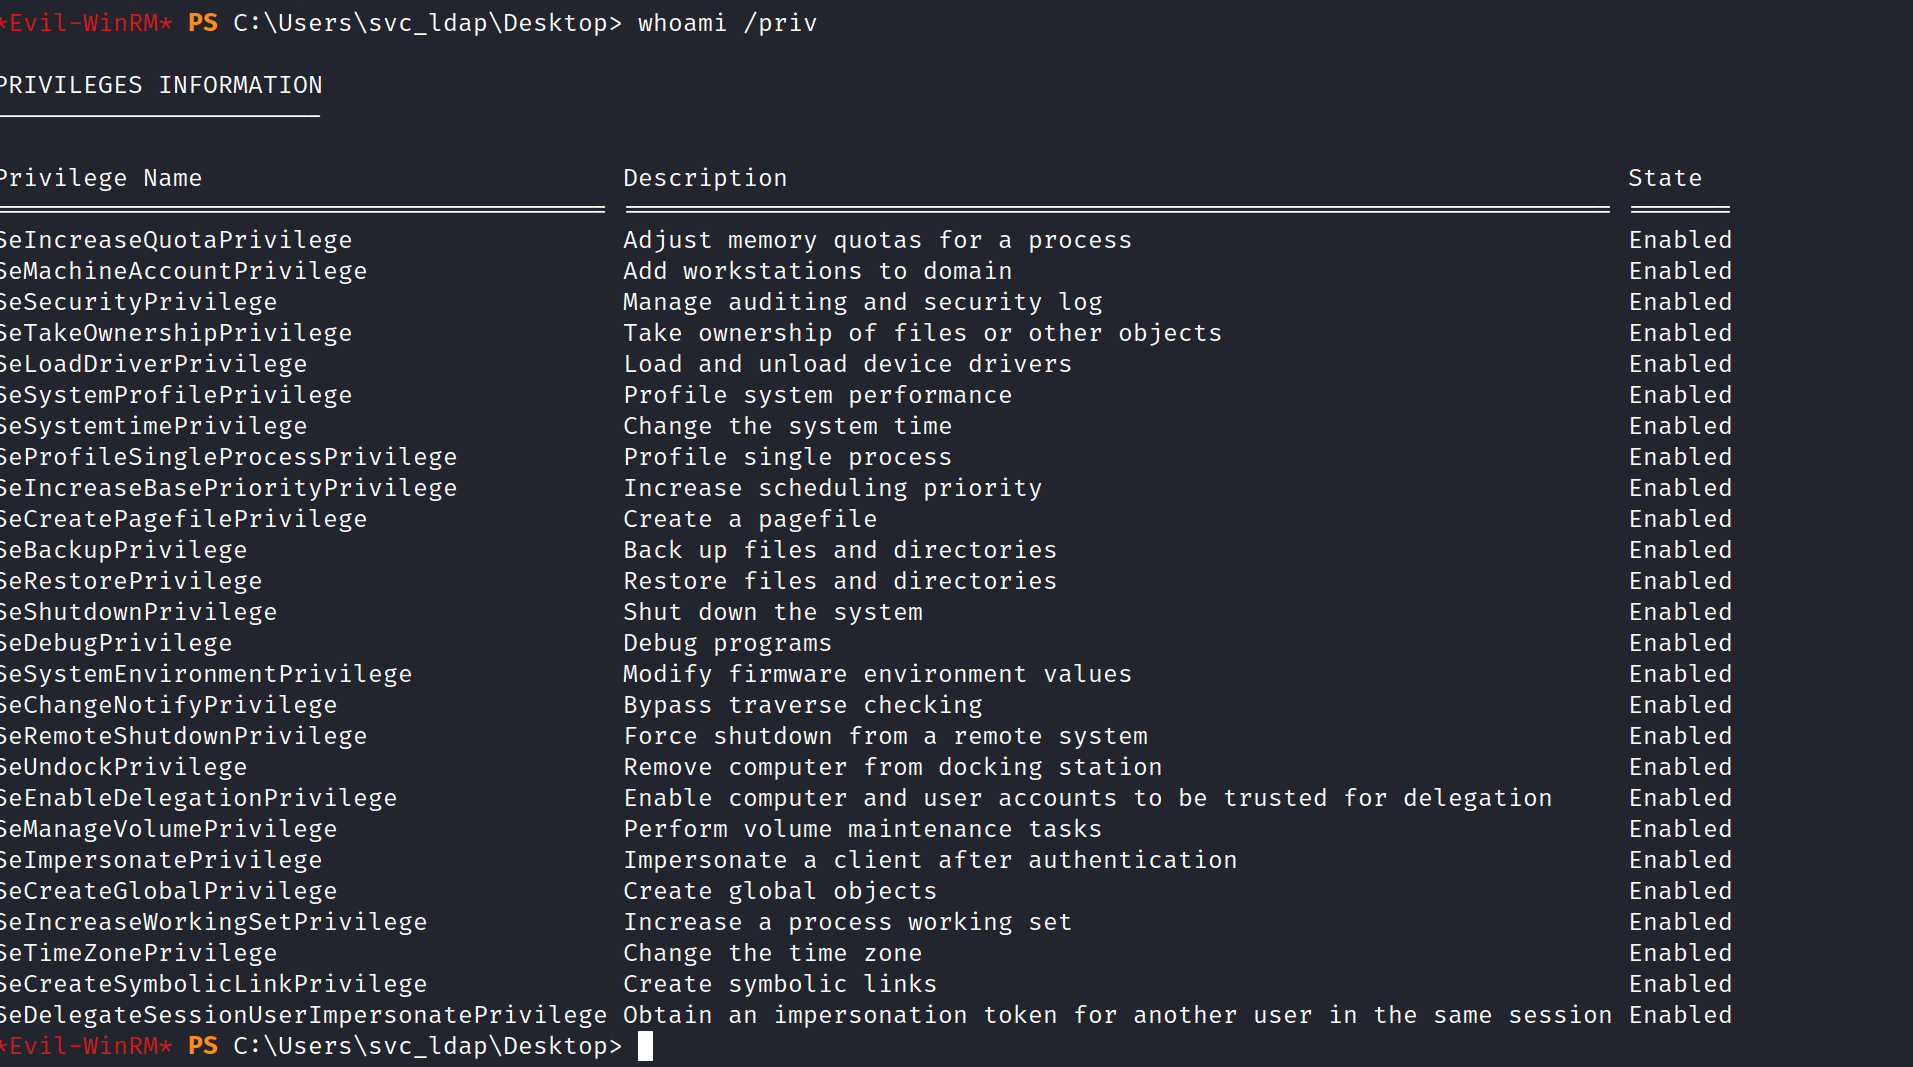 *Evil-WinRM* PS C:\Users\svc_ldap\Desktop> whoami /priv
PRIVILEGES INFORMATION
Privilege Name Description State
SeIncreaseQuotaPrivilege Adjust memory quotas for a process Enabled
SeMachineAccountPrivilege Add workstations to domain Enabled
SeSecurityPrivilege Manage auditing and security log Enabled
SeTakeOwnershipPrivilege Take ownership of files or other objects Enabled
SeLoadDriverPrivilege Load and unload device drivers Enabled
SeSystemProfilePrivilege Profile system performance Enabled
SeSystemtimePrivilege Change the system time Enabled
SeProfileSingleProcessPrivilege Profile single process Enabled
SeIncreaseBasePriorityPrivilege Increase scheduling priority Enabled
SeCreatePagefilePrivilege Create a pagefile Enabled
SeBackupPrivilege Back up files and directories Enabled
SeRestorePrivilege Restore files and directories Enabled
SeShutdownPrivilege Shut down the system Enabled
SeDebugPrivilege Debug programs Enabled
SeSystemEnvironmentPrivilege Modify firmware environment values Enabled
SeChangeNotifyPrivilege Bypass traverse checking Enabled
SeRemoteShutdownPrivilege Force shutdown from a remote system Enabled
SeUndockPrivilege Remove computer from docking station Enabled
SeEnableDelegationPrivilege Enable computer and user accounts to be trusted for delegation Enabled
SeManageVolumePrivilege Perform volume maintenance tasks Enabled
SeImpersonatePrivilege Impersonate a client after authentication Enabled
SeCreateGlobalPrivilege Create global objects Enabled
SeIncreaseWorkingSetPrivilege Increase a process working set Enabled
SeTimeZonePrivilege Change the time zone Enabled
SeCreateSymbolicLinkPrivilege Create symbolic links Enabled
SeDelegateSessionUserImpersonatePrivilege Obtain an impersonation token for another user in the same session Enabled
*Evil-WinRM* PS C:\Users\svc_ldap\Desktop>